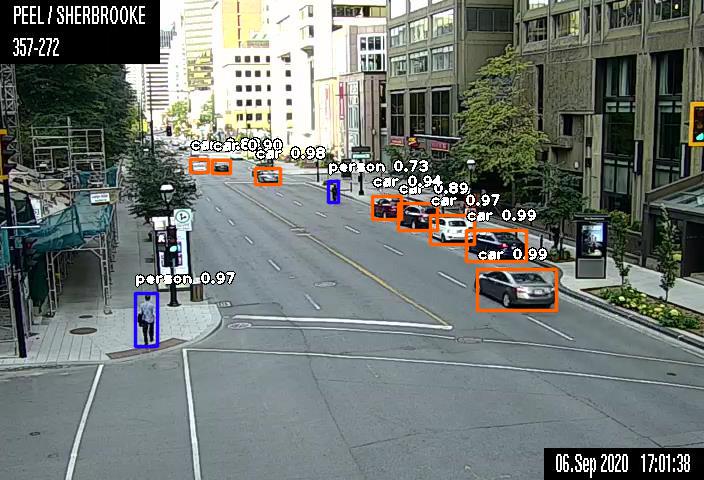 PEEL / SHERBROOKE
357-272
car 0.90
car 0.98
person 0.73
car 0.94
car 0.89
car 0.97
car 0.99
car 0.99
person 0.97
06.Sep 2020 17:01:38